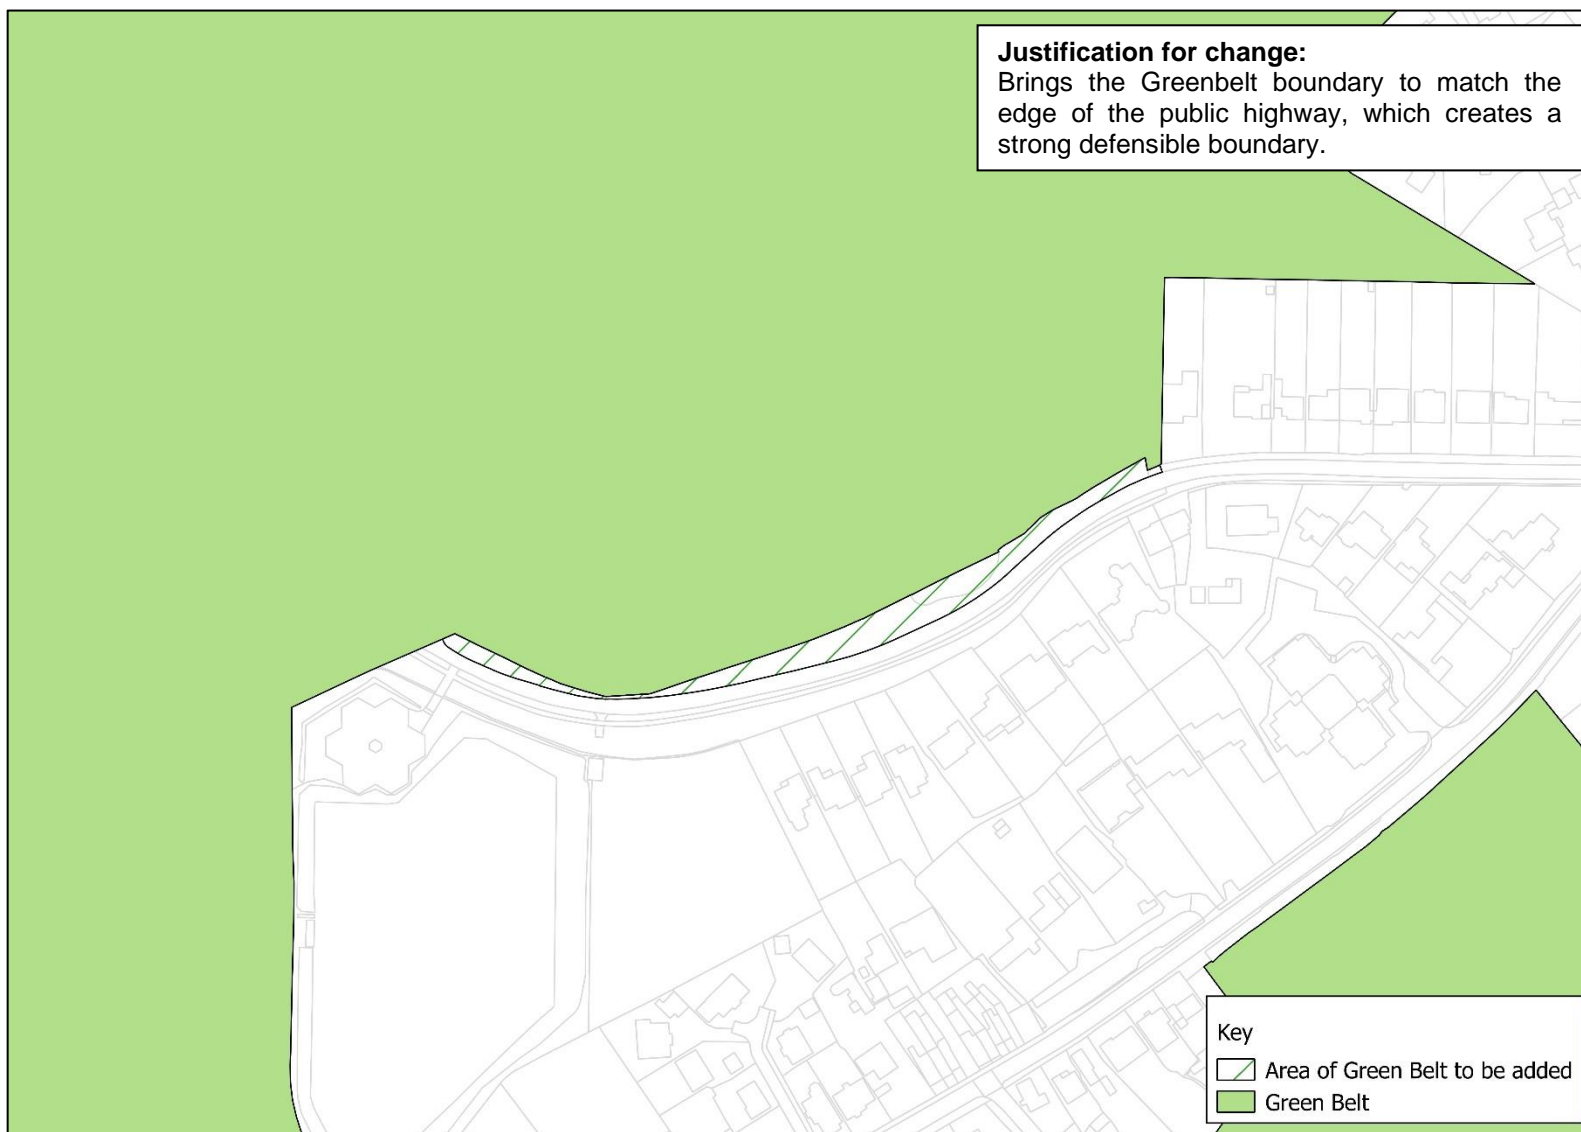 Justification for change:
Brings the Greenbelt boundary to match the
edge of the public highway, which creates a
strong defensible boundary.
Key
Area of Green Belt to be added
Green Belt